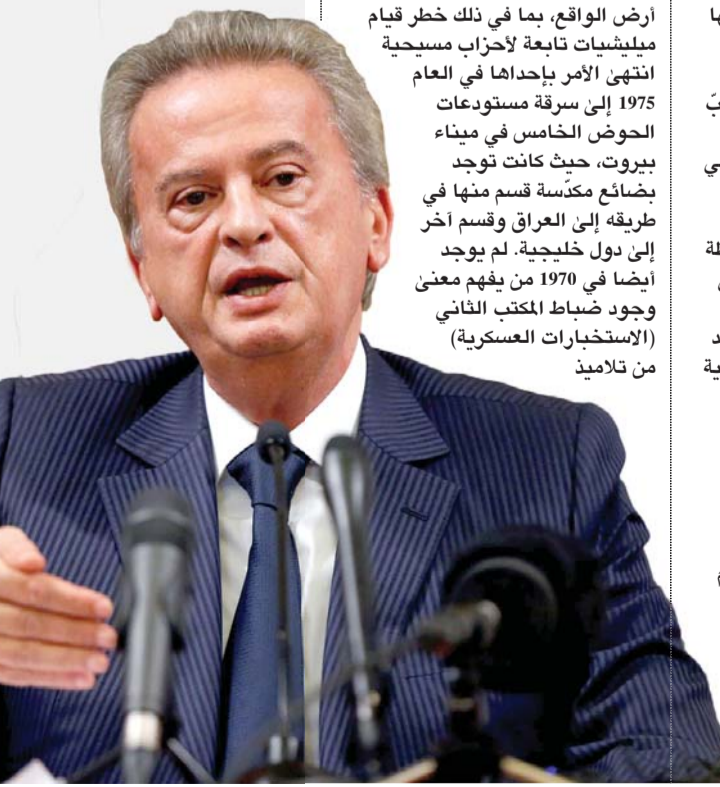 أرض الواقع، بما في ذلك خطر قيام
ميليشيات تابعة لأحزاب مسيحية
انتهىٰ الأمر بإحداها في العام
1975 إلىٰ سرقة مستودعات
الحوض الخامس في ميناء
بيروت، حيث كانت توجد
بضائع مكدّسة قسم منها في
طريقه إلىٰ العراق وقسم آخر
إلىٰ دول خليجية. لم يوجد
أيضا في 1970 من يفهم معنىٰ
وجود ضباط المكتب الثاني
(الاستخبارات العسكرية)
من تلاميذ